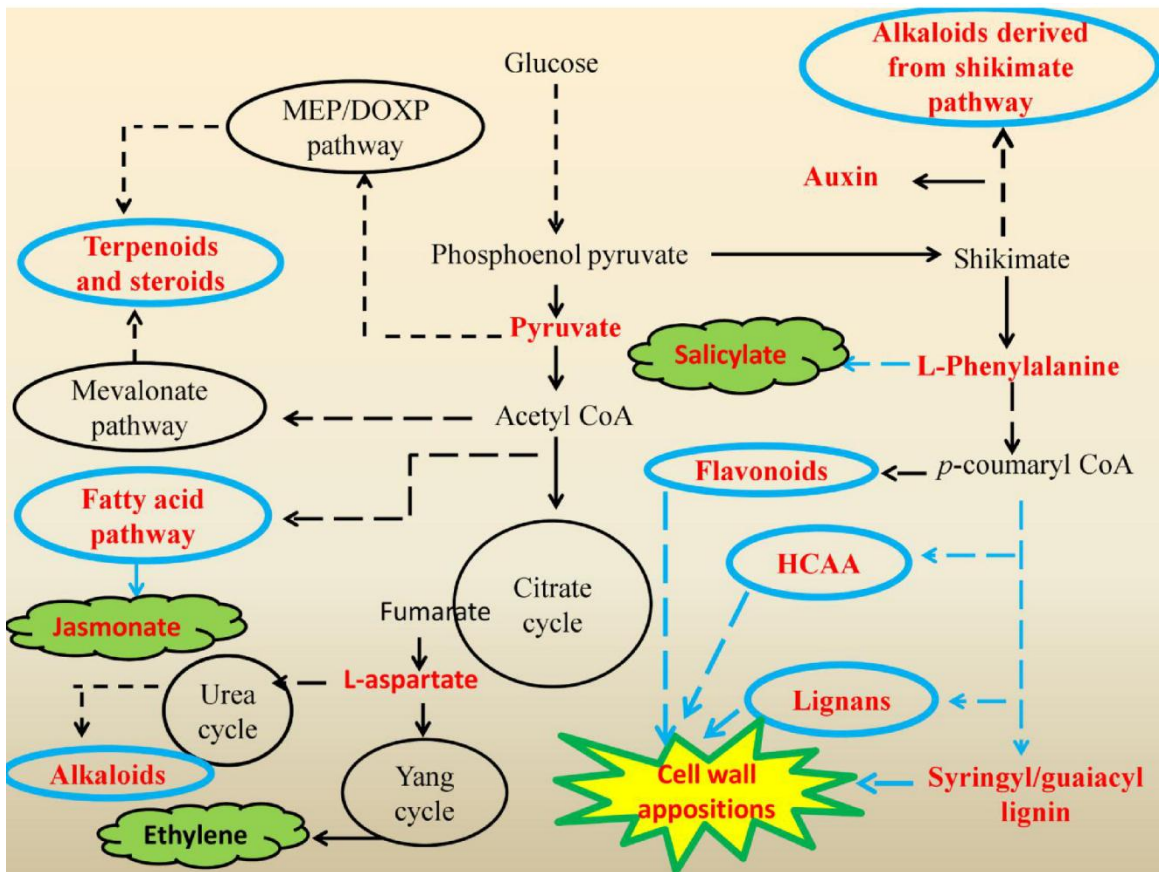 Glucose
Alkaloids derived
from shikimate
pathway
MEP/DOXP
pathway
Auxin
Terpenoids
and steroids
Phosphoenol pyruvate
Shikimate
Pyruvate
Salicylate
L-Phenylalanine
Mevalonate
pathway
Acetyl CoA
Flavonoids
p-coumaryl CoA
Fatty acid
pathway
HCAA
Citrate
cycle
Fumarate
Jasmonate
L-aspartate
Urea
cycle
Lignans
Alkaloids
Yang
cycle
Cell wall
appositions
Syringyl/guaiacyl
lignin
Ethylene